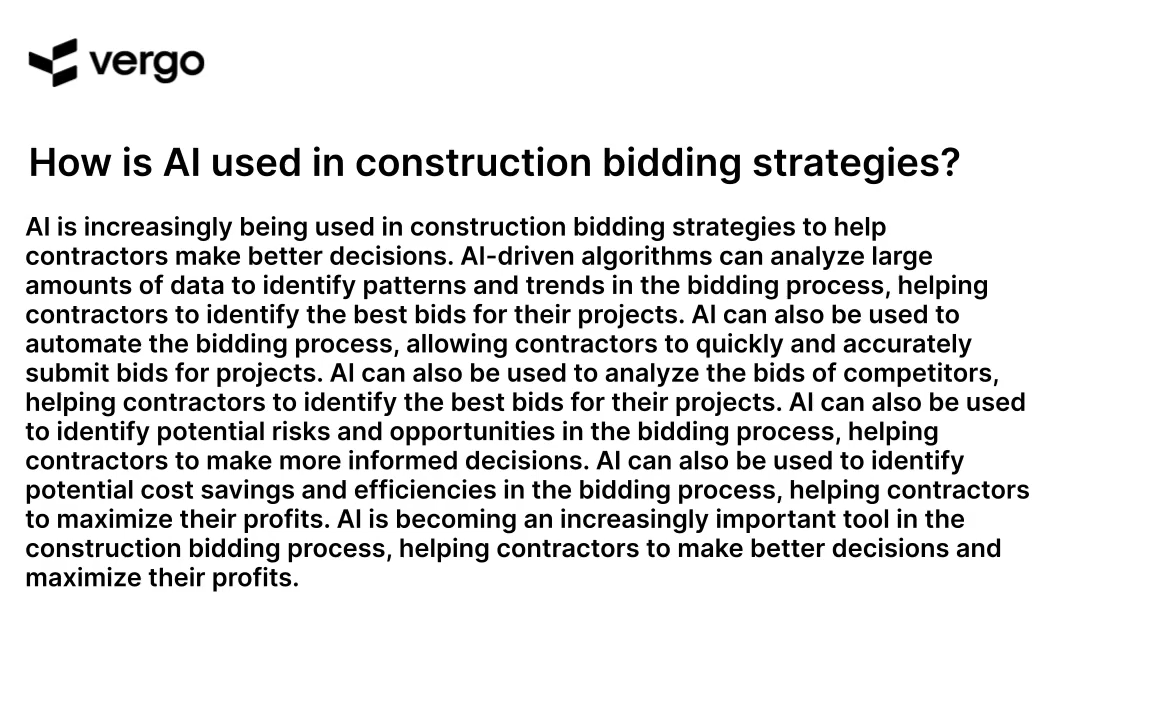 vergo
How is AI used in construction bidding strategies?
AI is increasingly being used in construction bidding strategies to help
contractors make better decisions. AI-driven algorithms can analyze large
amounts of data to identify patterns and trends in the bidding process, helping
contractors to identify the best bids for their projects. AI can also be used to
automate the bidding process, allowing contractors to quickly and accurately
submit bids for projects. AI can also be used to analyze the bids of competitors,
helping contractors to identify the best bids for their projects. AI can also be used
to identify potential risks and opportunities in the bidding process, helping
contractors to make more informed decisions. AI can also be used to identify
potential cost savings and efficiencies in the bidding process, helping contractors
to maximize their profits. AI is becoming an increasingly important tool in the
construction bidding process, helping contractors to make better decisions and
maximize their profits.